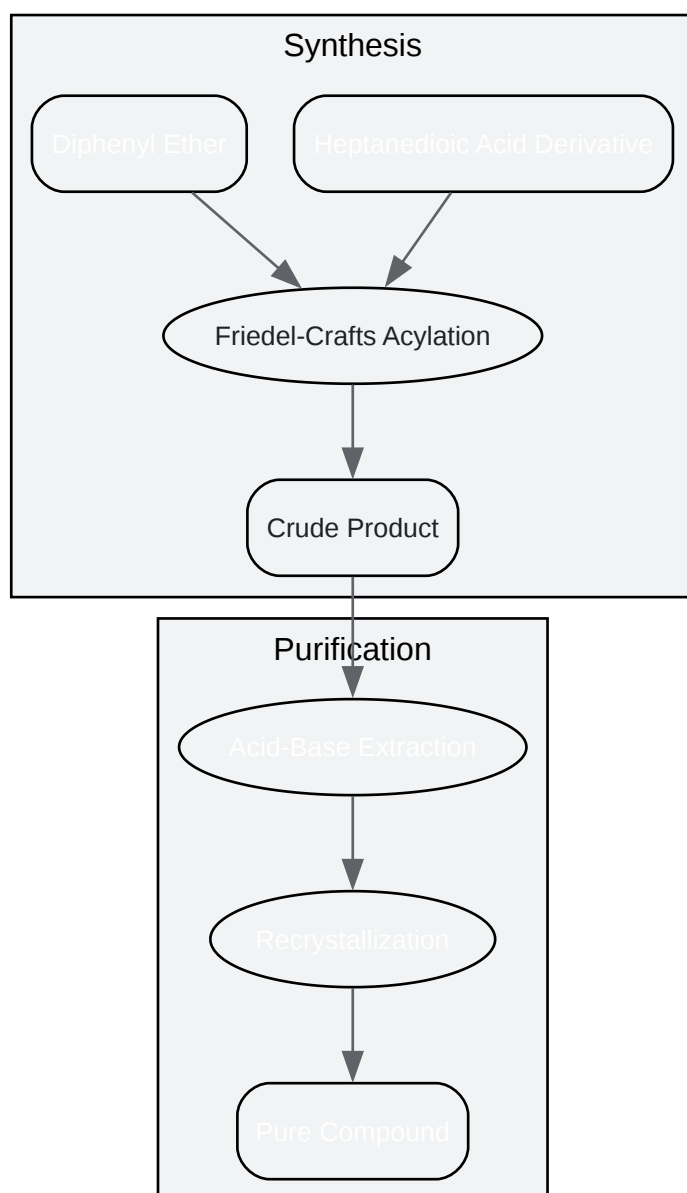 Synthesis
Diphenyl Ether
Heptanedioic Acid Derivative
Friedel-Crafts Acylation
Crude Product
Purification
Acid-Base Extraction
Recrystallization
Pure Compound